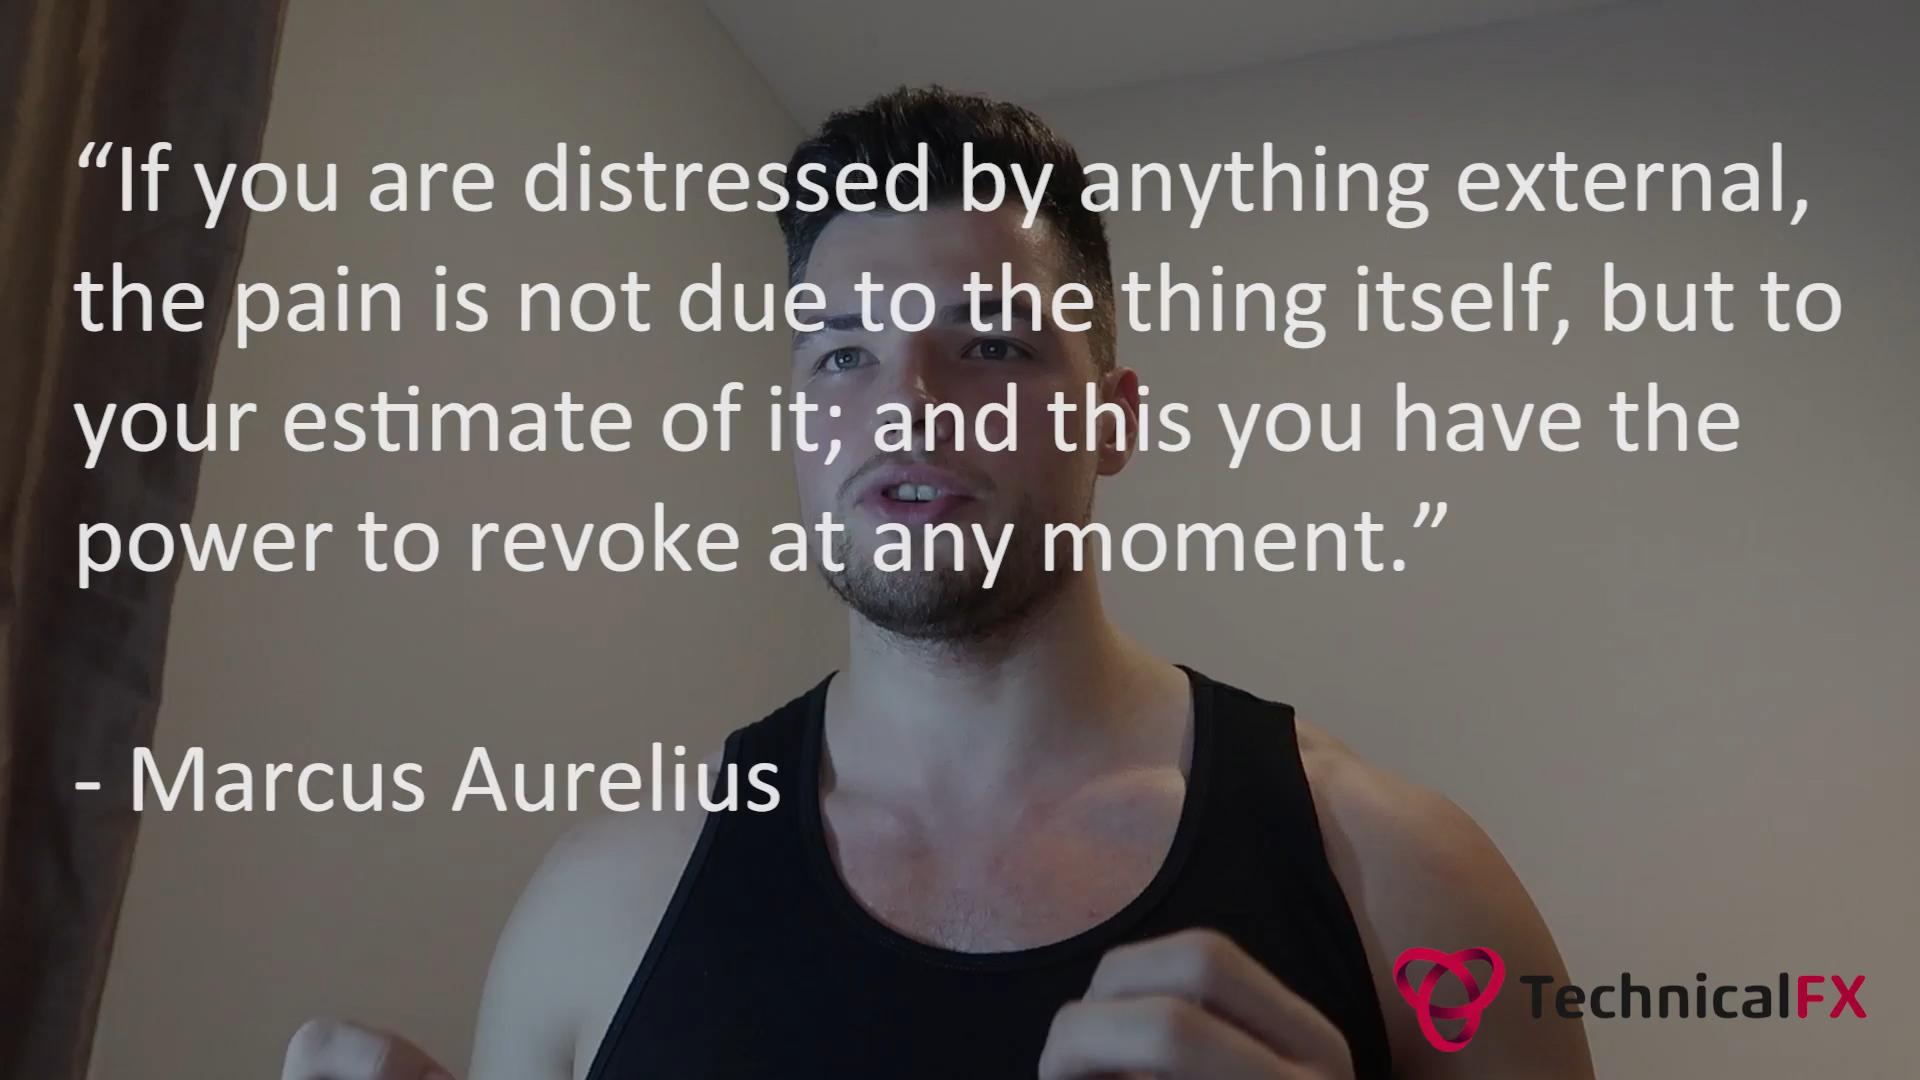 “If you are distressed by anything external,
the pain is not due to the thing itself, but to
your estimate of it; and this you have the
power to revoke at any moment.”
- Marcus Aurelius
TechnicalFX